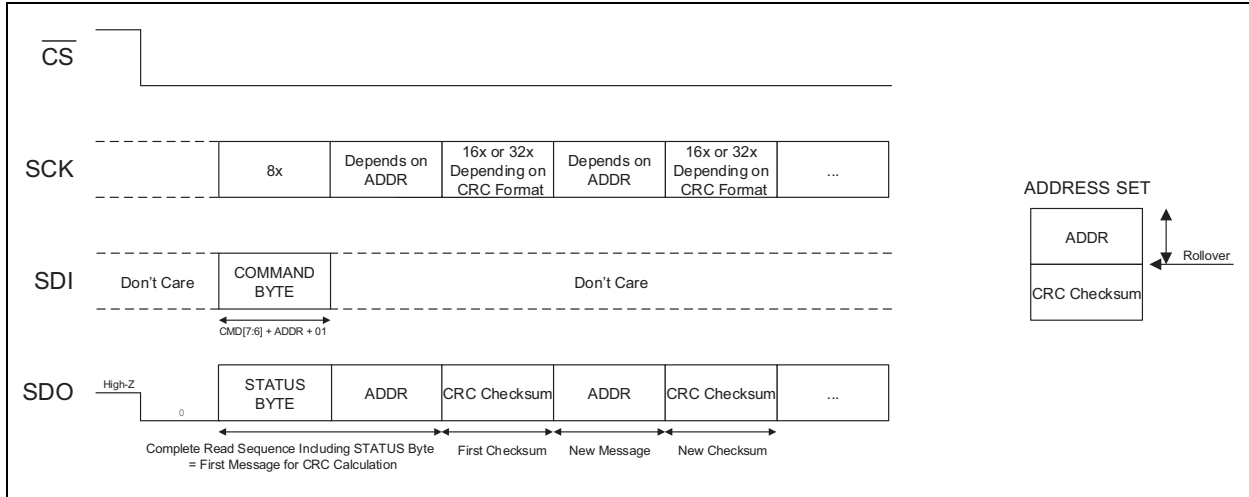 CS
SCK
8x
Depends on
ADDR
16x or 32x
Depending on
CRC Format
Depends on
ADDR
16x or 32x
Depending on
CRC Format
...
SDI
Don't Care
COMMAND
BYTE
Don't Care
CMD[7:6] + ADDR + 01
SDO
High-Z
0
STATUS
BYTE
ADDR
CRC Checksum
ADDR
CRC Checksum
...
Complete Read Sequence Including STATUS Byte
= First Message for CRC Calculation
First Checksum
New Message
New Checksum
ADDRESS SET
ADDR
Rollover
CRC Checksum